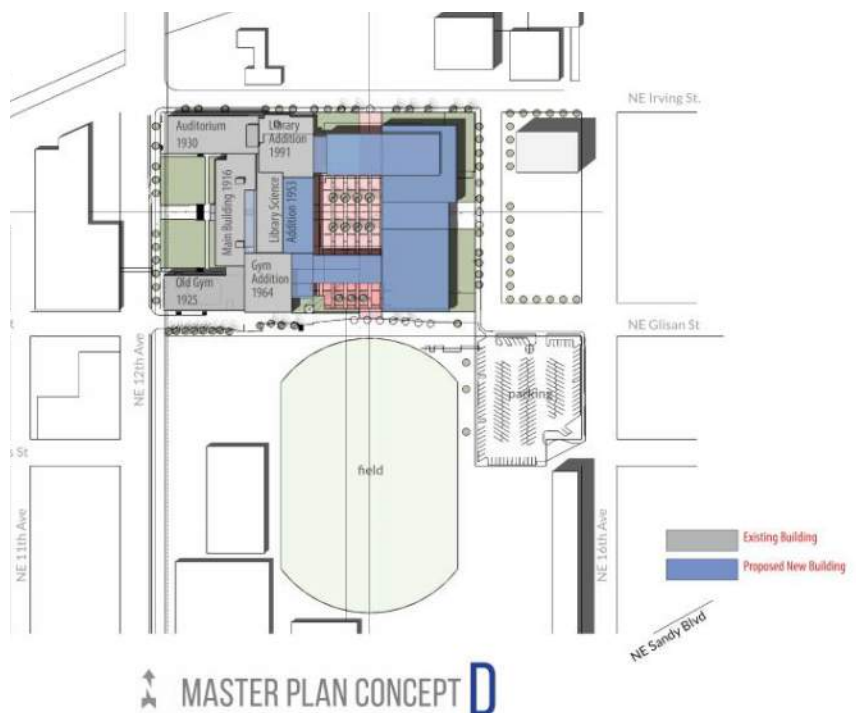 NE Irving St.
Auditorium
1930
Library
Addition
1991
Main Building 1916
Library Science
Addition 1953
Gym
Addition
1964
Old Gym
1925
NE Glisan St
NE 12th Ave
parking
field
s St
NE 11th Ave
NE 16th Ave
Existing Building
Proposed New Building
NE Sandy Blvd
MASTER PLAN CONCEPT D